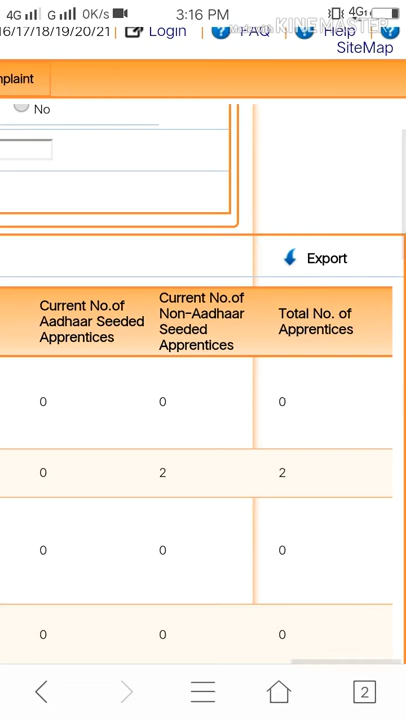 4G G 0K/s 3:16 PM 4G
Made with KINEMASTER
16/17/18/19/20/21 | Login | FAQ | Help |
SiteMap
nplaint
No
Export
Current No.of Aadhaar Seeded Apprentices
Current No.of Non-Aadhaar Seeded Apprentices
Total No. of Apprentices
0 0 0
0 2 2
0 0 0
0 0 0
2